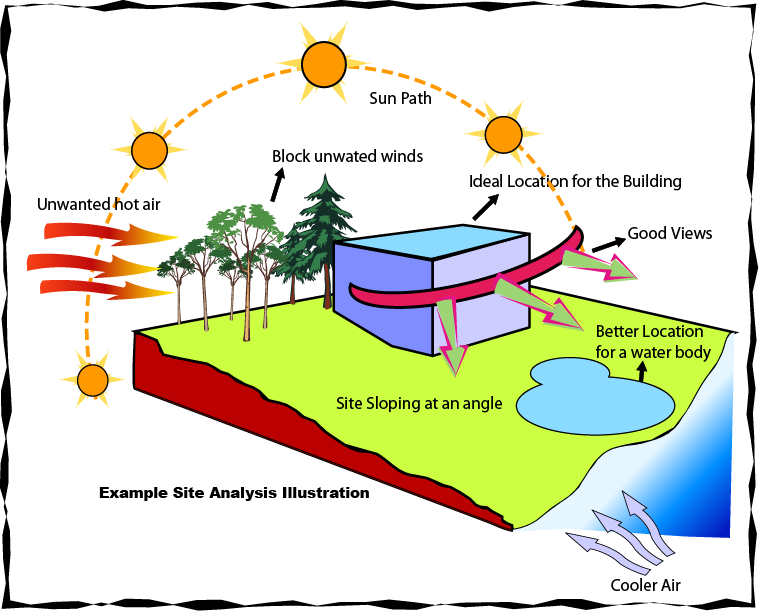 Sun Path
Block unwated winds
Ideal Location for the Building
Unwanted hot air
Good Views
Better Location
for a water body
Site Sloping at an angle
Example Site Analysis Illustration
Cooler Air